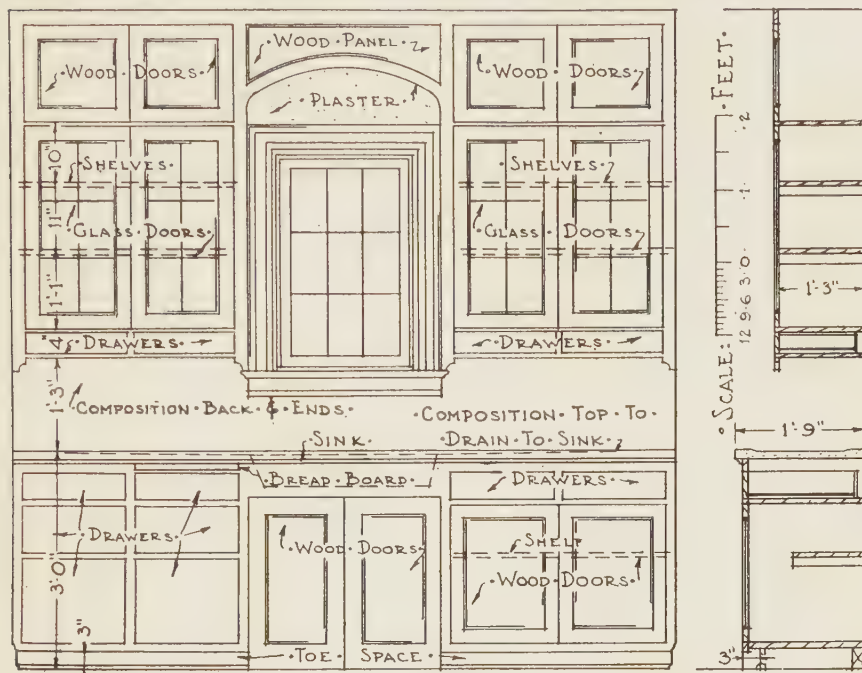 ·WOOD·PANEL·
·WOOD·DOORS·
·WOOD·DOORS·
·PLASTER·
·FEET·
·SHELVES·
·SHELVES·
10"
11"
·GLASS·DOORS·
·GLASS·DOORS·
1'-1"
4"
·DRAWERS·
·DRAWERS·
1'-3"
·COMPOSITION·BACK·&·ENDS·
·COMPOSITION·TOP·TO·
·DRAIN·TO·SINK·
·SINK·
·BREAD·BOARD·
·DRAWERS·
·DRAWERS·
·WOOD·DOORS·
·SHELF
·WOOD·DOORS·
3'-0"
3"
·TOE·SPACE·
·SCALE:
12 9 6 3 0 · ·1· ·2
1'-3"
1'-9"
3"